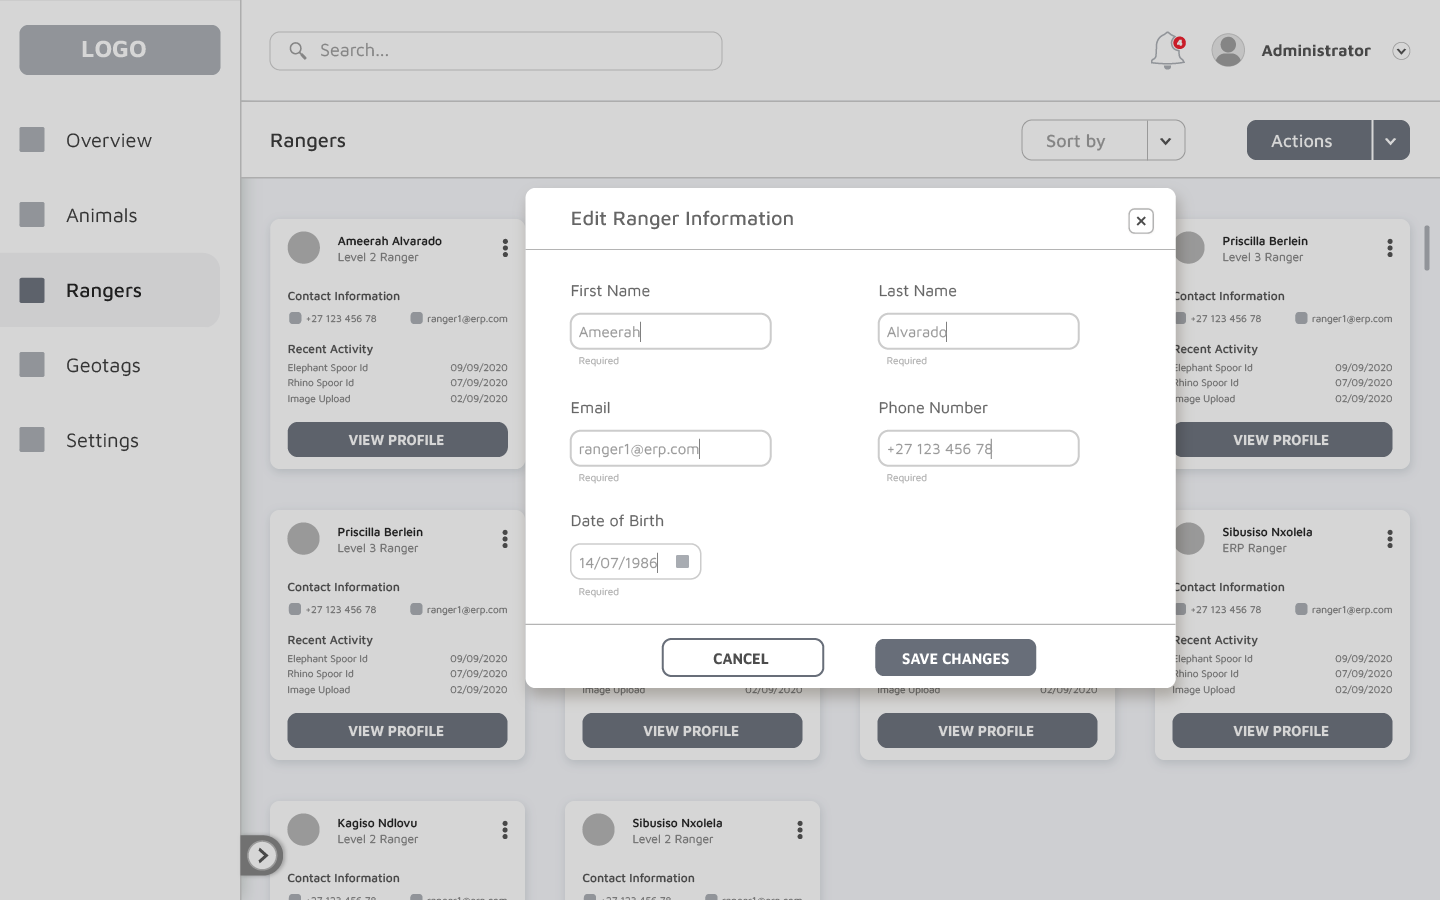 LOGO
Search...
4
Administrator
Overview
Animals
Rangers
Geotags
Settings
Rangers
Sort by
Actions
Ameerah Alvarado
Level 2 Ranger
Contact Information
+27 123 456 78
ranger1@erp.com
Recent Activity
Elephant Spoor Id 09/09/2020
Rhino Spoor Id 07/09/2020
Image Upload 02/09/2020
VIEW PROFILE
Edit Ranger Information
First Name
Ameerah
Required
Last Name
Alvarado
Required
Email
ranger1@erp.com
Required
Phone Number
+27 123 456 78
Required
Date of Birth
14/07/1986
Required
CANCEL
SAVE CHANGES
Priscilla Berlein
Level 3 Ranger
Contact Information
+27 123 456 78
ranger1@erp.com
Recent Activity
Elephant Spoor Id 09/09/2020
Rhino Spoor Id 07/09/2020
Image Upload 02/09/2020
VIEW PROFILE
Priscilla Berlein
Level 3 Ranger
Contact Information
+27 123 456 78
ranger1@erp.com
Recent Activity
Elephant Spoor Id 09/09/2020
Rhino Spoor Id 07/09/2020
Image Upload 02/09/2020
VIEW PROFILE
Image Upload 02/09/2020
VIEW PROFILE
Image Upload 02/09/2020
VIEW PROFILE
Sibusiso Nxolela
ERP Ranger
Contact Information
+27 123 456 78
ranger1@erp.com
Recent Activity
Elephant Spoor Id 09/09/2020
Rhino Spoor Id 07/09/2020
Image Upload 02/09/2020
VIEW PROFILE
Kagiso Ndlovu
Level 2 Ranger
Contact Information
Sibusiso Nxolela
Level 2 Ranger
Contact Information